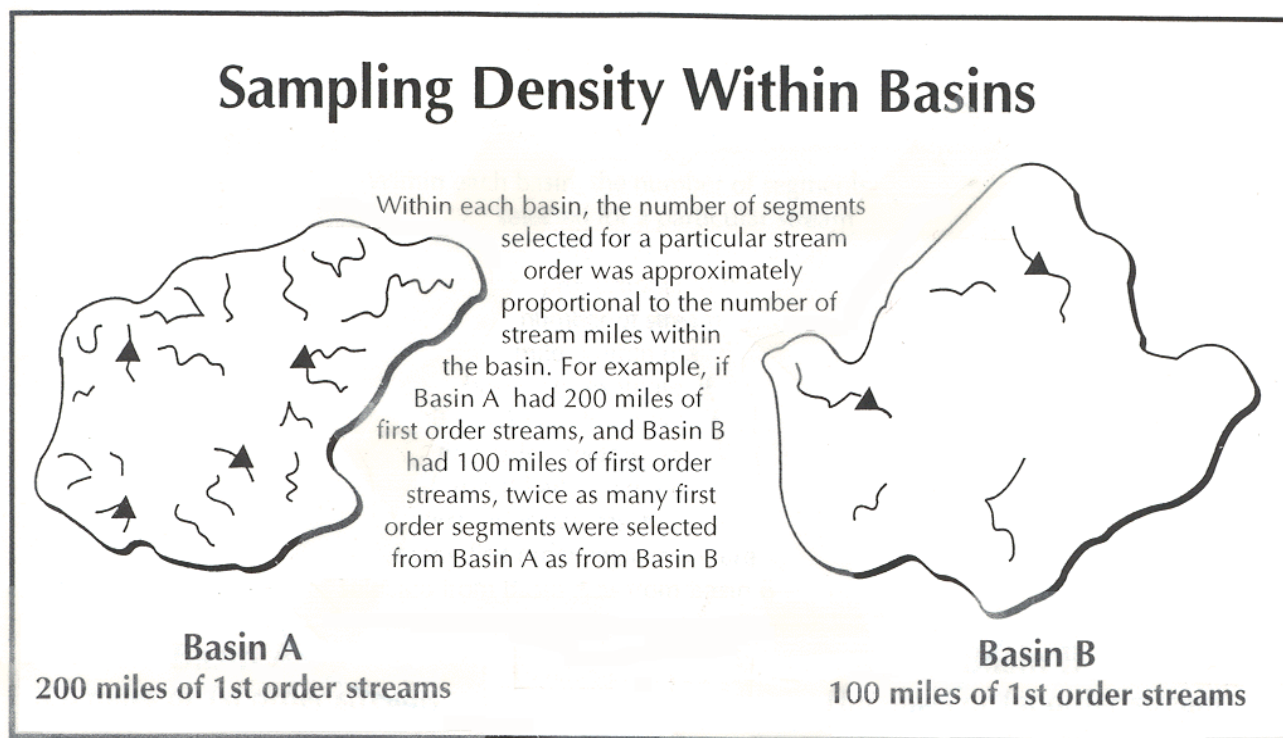 Sampling Density Within Basins
Within each basin, the number of segments
selected for a particular stream
order was approximately
proportional to the number of
stream miles within
the basin. For example, if
Basin A had 200 miles of
first order streams, and Basin B
had 100 miles of first order
streams, twice as many first
order segments were selected
from Basin A as from Basin B
Basin A
200 miles of 1st order streams
Basin B
100 miles of 1st order streams